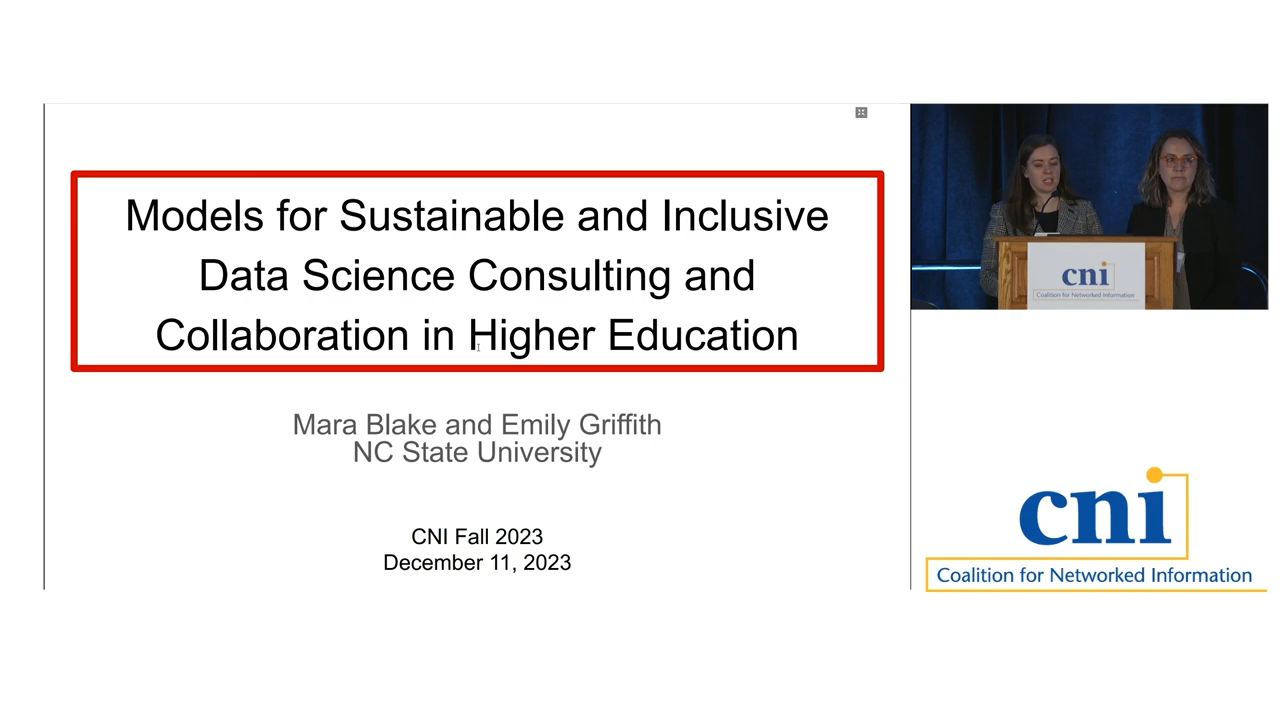 Models for Sustainable and Inclusive
Data Science Consulting and
Collaboration in Higher Education
Mara Blake and Emily Griffith
NC State University
CNI Fall 2023
December 11, 2023
cni
Coalition for Networked Information
cni
Coalition for Networked Information